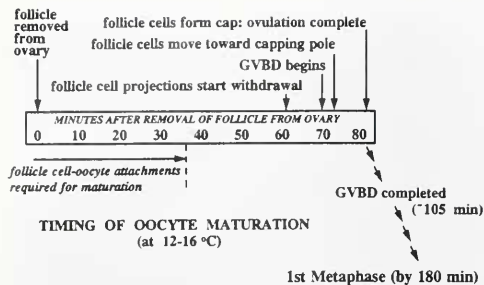 follicle
removed
from
ovary
follicle cells form cap: ovulation complete
follicle cells move toward capping pole
GVBD begins
follicle cell projections start withdrawal
MINUTES AFTER REMOVAL OF FOLLICLE FROM OVARY
0 10 20 30 40 50 60 70 80
follicle cell-oocyte attachments
required for maturation
GVBD completed
(~105 min)
TIMING OF OOCYTE MATURATION
(at 12-16 ºC)
1st Metaphase (by 180 min)